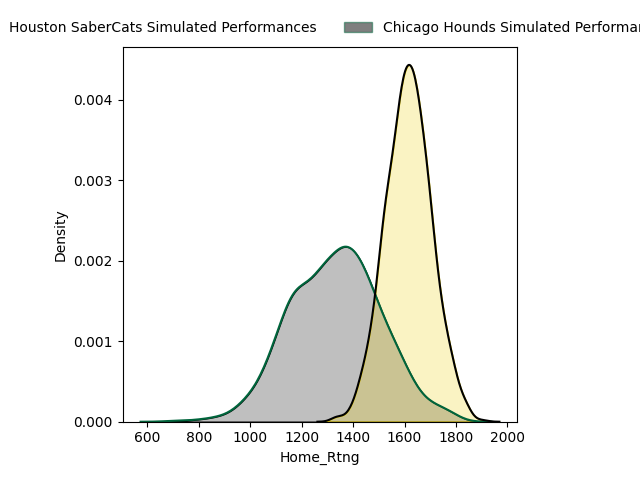 Houston SaberCats Simulated Performances
Chicago Hounds Simulated
0.004
0.003
0.002
0.001
0.000
Density
600 800 1000 1200 1400 1600 1800 2000
Home_Rtng